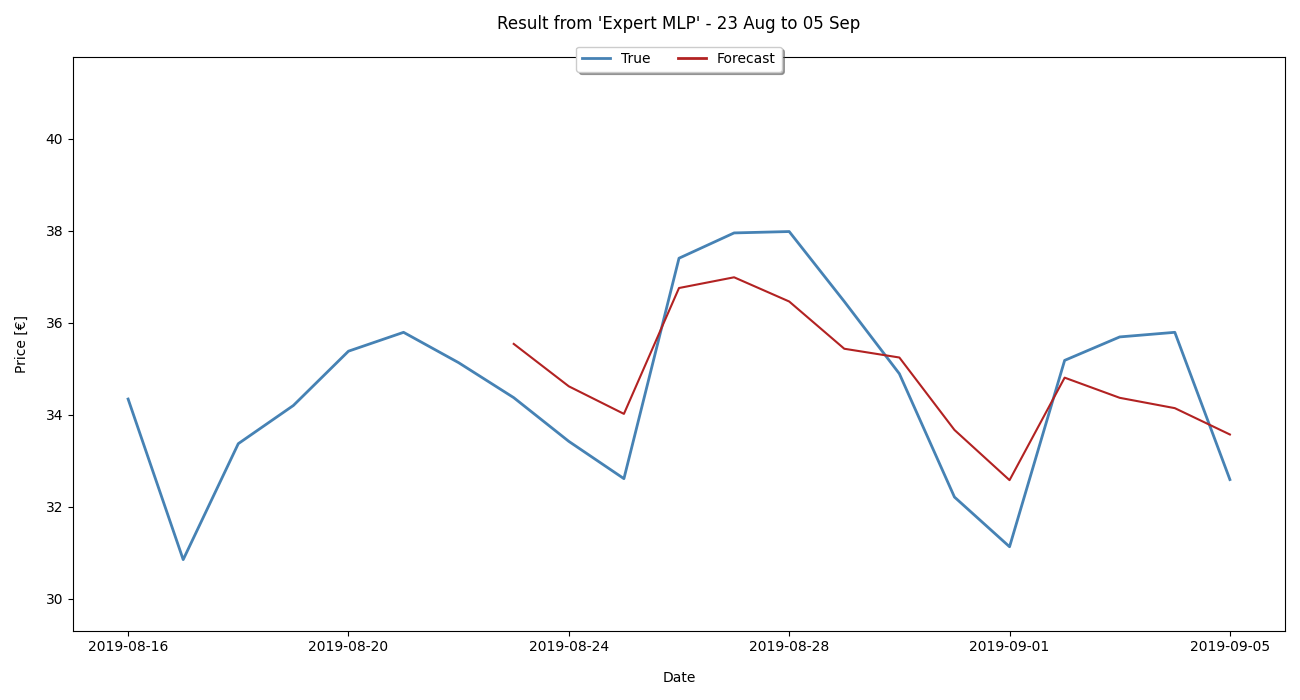 Result from 'Expert MLP' - 23 Aug to 05 Sep
True Forecast
40
38
36
34
32
30
Price [€]
2019-08-16 2019-08-20 2019-08-24 2019-08-28 2019-09-01 2019-09-05
Date